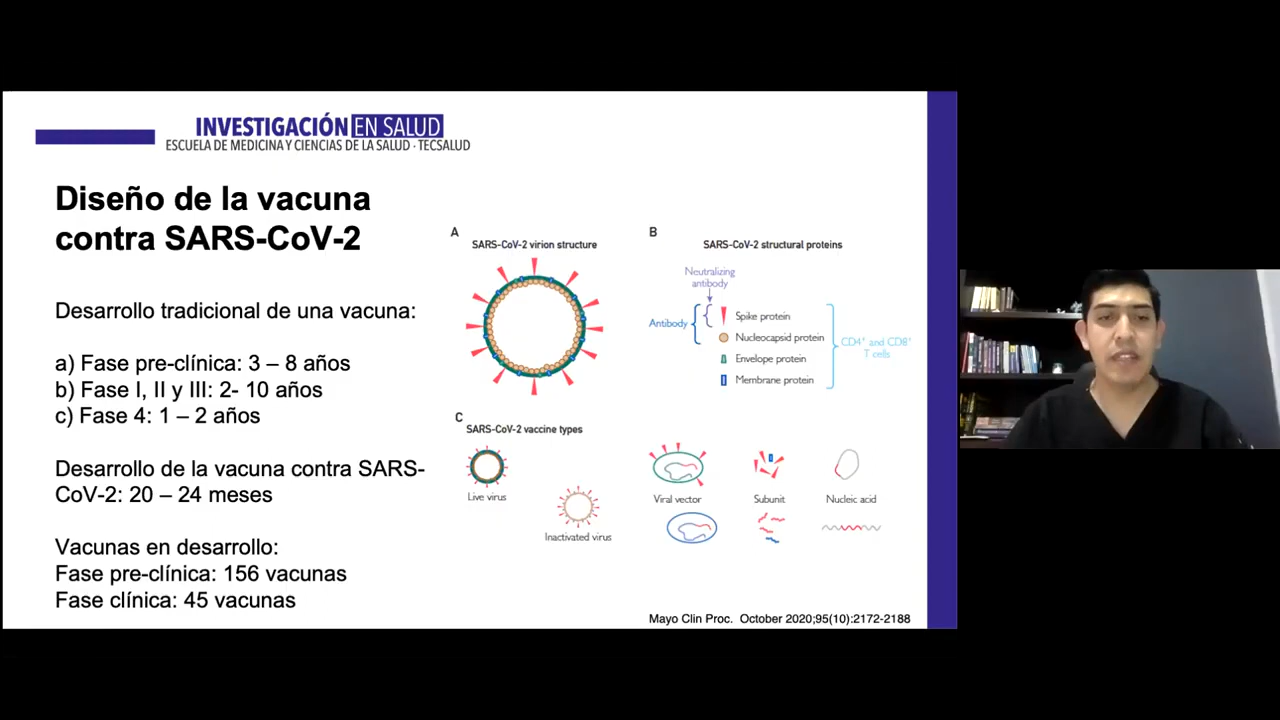 INVESTIGACIÓN EN SALUD
ESCUELA DE MEDICINA Y CIENCIAS DE LA SALUD · TECSALUD
Diseño de la vacuna
contra SARS-CoV-2
Desarrollo tradicional de una vacuna:
a) Fase pre-clínica: 3 – 8 años
b) Fase I, II y III: 2- 10 años
c) Fase 4: 1 – 2 años
Desarrollo de la vacuna contra SARS-
CoV-2: 20 – 24 meses
Vacunas en desarrollo:
Fase pre-clínica: 156 vacunas
Fase clínica: 45 vacunas
A
SARS-CoV-2 virion structure
B
SARS-CoV-2 structural proteins
Neutralizing
antibody
Antibody
Spike protein
Nucleocapsid protein
Envelope protein
Membrane protein
CD4+ and CD8+
T cells
C
SARS-CoV-2 vaccine types
Live virus
Inactivated virus
Viral vector
Subunit
Nucleic acid
Mayo Clin Proc. October 2020;95(10):2172-2188